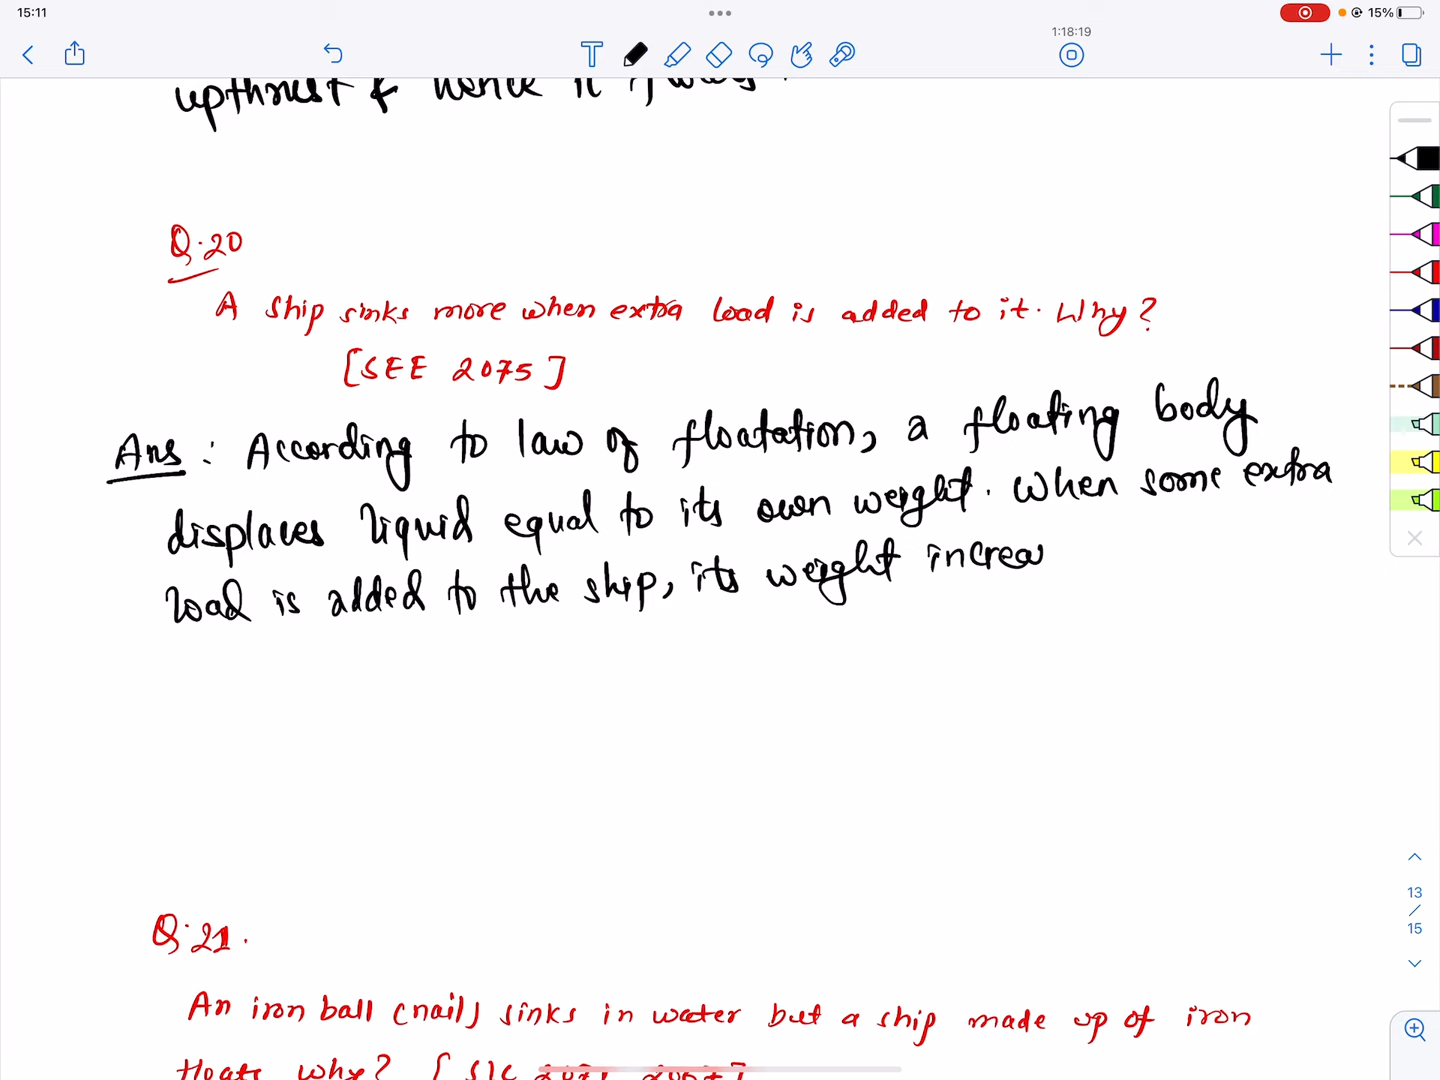 15:11
15%
1:18:19
upthrust & hence it
Q.20
A ship sinks more when extra load is added to it. Why?
[SEE 2075]
Ans : According to law of floatation, a floating body
displaces liquid equal to its own weight. When some extra
load is added to the ship, its weight increa
13
/
15
Q.21.
An iron ball (nail) sinks in water but a ship made up of iron
floats why?